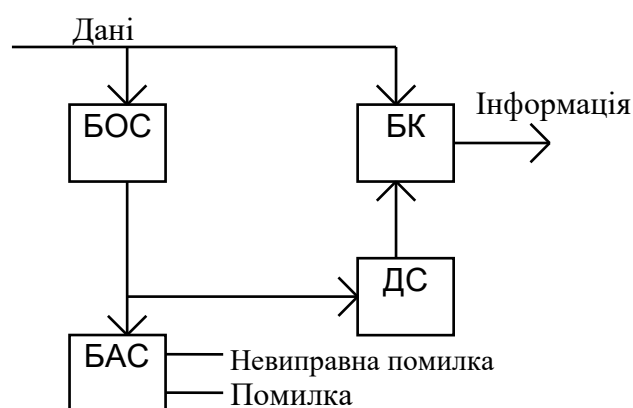 Дані
БОС
БК
Інформація
ДС
БАС
Невиправна помилка
Помилка